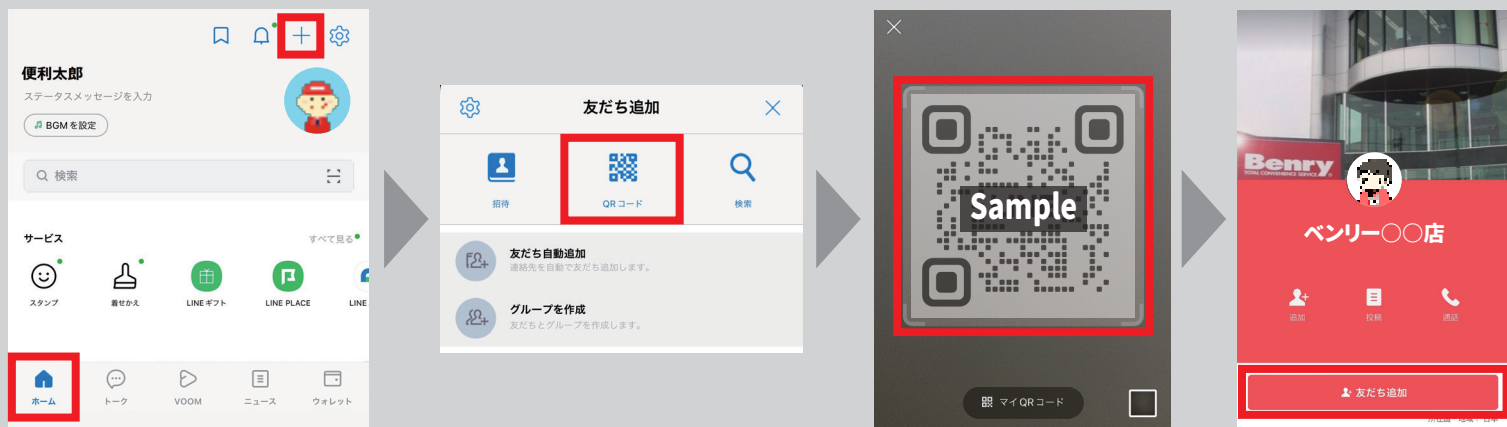 便利太郎
ステータスメッセージを入力
BGMを設定
検索
サービス
すべて見る
スタンプ
着せかえ
LINEギフト
LINE PLACE
LINE
ホーム
トーク
VOOM
ニュース
ウォレット
友だち追加
招待
QRコード
検索
友だち自動追加
連絡先を自動で友だち追加します。
グループを作成
友だちとグループを作成します。
Sample
マイQRコード
Benry
TOTAL CONVENIENCE SERVICE
ベンリー〇〇店
追加
投稿
通話
友だち追加